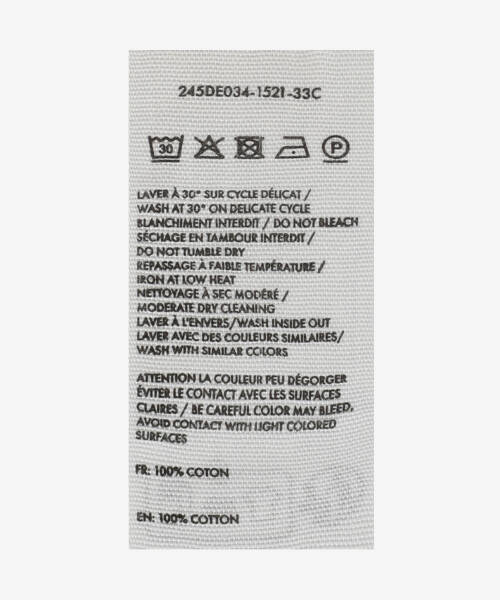 245DE034-1521-33C
30 P
LAVER À 30° SUR CYCLE DÉLICAT /
WASH AT 30° ON DELICATE CYCLE
BLANCHIMENT INTERDIT / DO NOT BLEACH
SÉCHAGE EN TAMBOUR INTERDIT /
DO NOT TUMBLE DRY
REPASSAGE À FAIBLE TEMPÉRATURE /
IRON AT LOW HEAT
NETTOYAGE À SEC MODÉRÉ /
MODERATE DRY CLEANING
LAVER À L'ENVERS/WASH INSIDE OUT
LAVER AVEC DES COULEURS SIMILAIRES/
WASH WITH SIMILAR COLORS
ATTENTION LA COULEUR PEU DÉGORGER
ÉVITER LE CONTACT AVEC LES SURFACES
CLAIRES / BE CAREFUL COLOR MAY BLEED,
AVOID CONTACT WITH LIGHT COLORED
SURFACES
FR: 100% COTON
EN: 100% COTTON